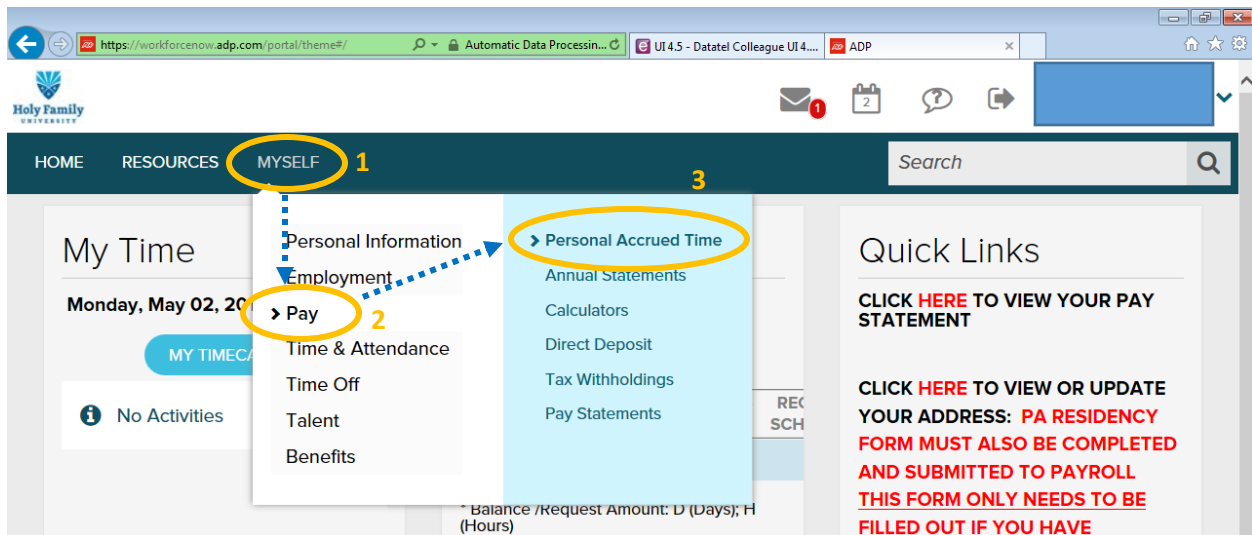 https://workforcenow.adp.com/portal/theme#/
Automatic Data Processin...
UI 4.5 - Datatel Colleague UI 4....
ADP
Holy Family
UNIVERSITY
1
2
?
HOME
RESOURCES
MYSELF
1
Search
3
My Time
Monday, May 02, 20
MY TIMECA
No Activities
Personal Information
Employment
Pay
2
Time & Attendance
Time Off
Talent
Benefits
Personal Accrued Time
Annual Statements
Calculators
Direct Deposit
Tax Withholdings
Pay Statements
REC
SCH
* Balance /Request Amount: D (Days); H
(Hours)
Quick Links
CLICK HERE TO VIEW YOUR PAY
STATEMENT
CLICK HERE TO VIEW OR UPDATE
YOUR ADDRESS: PA RESIDENCY
FORM MUST ALSO BE COMPLETED
AND SUBMITTED TO PAYROLL
THIS FORM ONLY NEEDS TO BE
FILLED OUT IF YOU HAVE